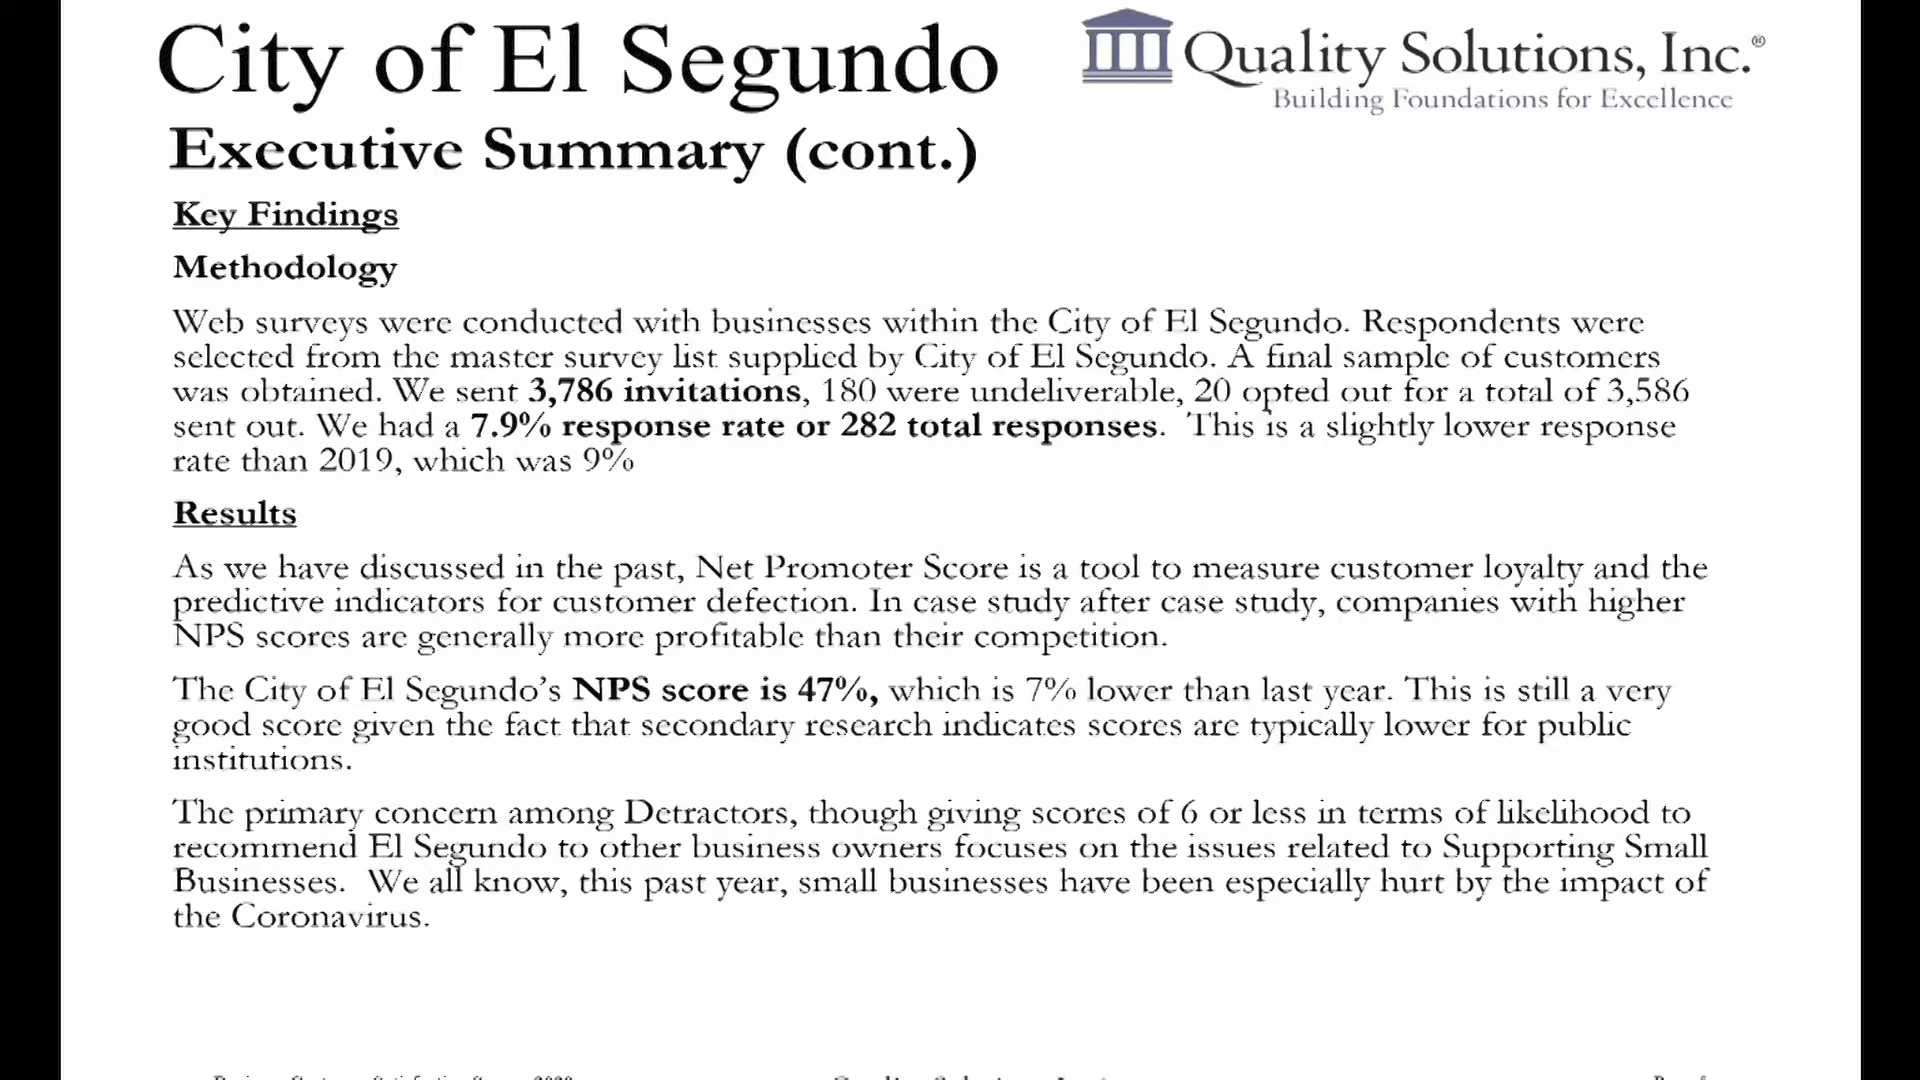 City of El Segundo
Quality Solutions, Inc.®
Building Foundations for Excellence
Executive Summary (cont.)
Key Findings
Methodology
Web surveys were conducted with businesses within the City of El Segundo. Respondents were
selected from the master survey list supplied by City of El Segundo. A final sample of customers
was obtained. We sent 3,786 invitations, 180 were undeliverable, 20 opted out for a total of 3,586
sent out. We had a 7.9% response rate or 282 total responses. This is a slightly lower response
rate than 2019, which was 9%
Results
As we have discussed in the past, Net Promoter Score is a tool to measure customer loyalty and the
predictive indicators for customer defection. In case study after case study, companies with higher
NPS scores are generally more profitable than their competition.
The City of El Segundo’s NPS score is 47%, which is 7% lower than last year. This is still a very
good score given the fact that secondary research indicates scores are typically lower for public
institutions.
The primary concern among Detractors, though giving scores of 6 or less in terms of likelihood to
recommend El Segundo to other business owners focuses on the issues related to Supporting Small
Businesses. We all know, this past year, small businesses have been especially hurt by the impact of
the Coronavirus.